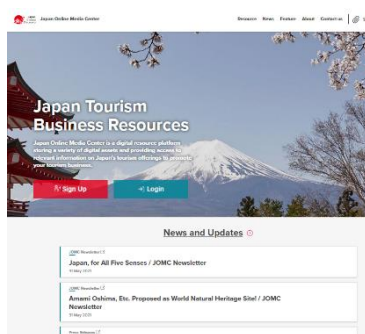 Japan Online Media Center
Resource News Feature About Contact us
Japan Tourism
Business Resources
Japan Online Media Center is a digital resource platform
storing a variety of digital assets and providing access to
relevant information on Japan's tourism offerings to promote
your tourism business.
Sign Up
Login
News and Updates
JOMC Newsletter
Japan, for All Five Senses / JOMC Newsletter
JOMC Newsletter
Amami Oshima, Etc. Proposed as World Natural Heritage Site! / JOMC
Newsletter